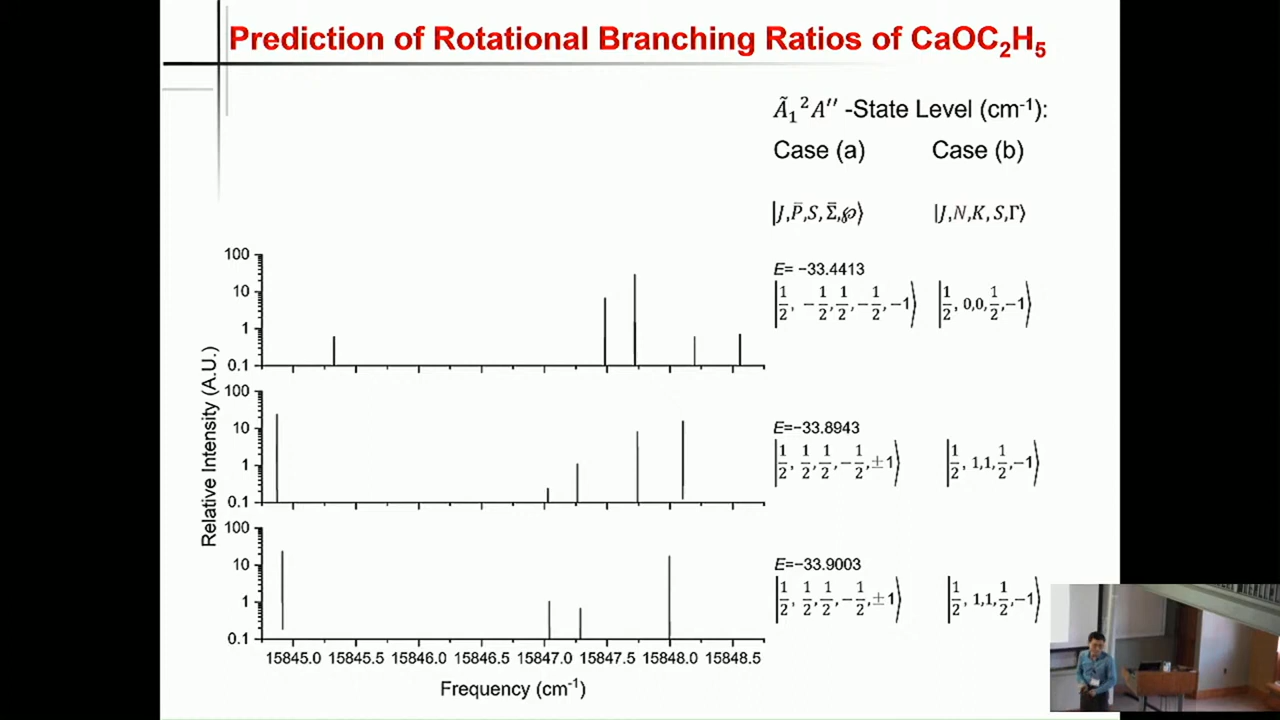 Prediction of Rotational Branching Ratios of CaOC₂H₅
Ã₁ ²A′′ -State Level (cm⁻¹):
Case (a) Case (b)
|J,P̄,S,Σ̄,℘⟩ |J,N,K,S,Γ⟩
E= −33.4413
|1/2, −1/2,1/2,−1/2,−1⟩ |1/2, 0,0,1/2,−1⟩
E=−33.8943
|1/2, 1/2,1/2,−1/2,±1⟩ |1/2, 1,1,1/2,−1⟩
E=−33.9003
|1/2, 1/2,1/2,−1/2,±1⟩ |1/2, 1,1,1/2,−1⟩
Relative Intensity (A.U.)
100
10
1
0.1
100
10
1
0.1
100
10
1
0.1
15845.0 15845.5 15846.0 15846.5 15847.0 15847.5 15848.0 15848.5
Frequency (cm⁻¹)